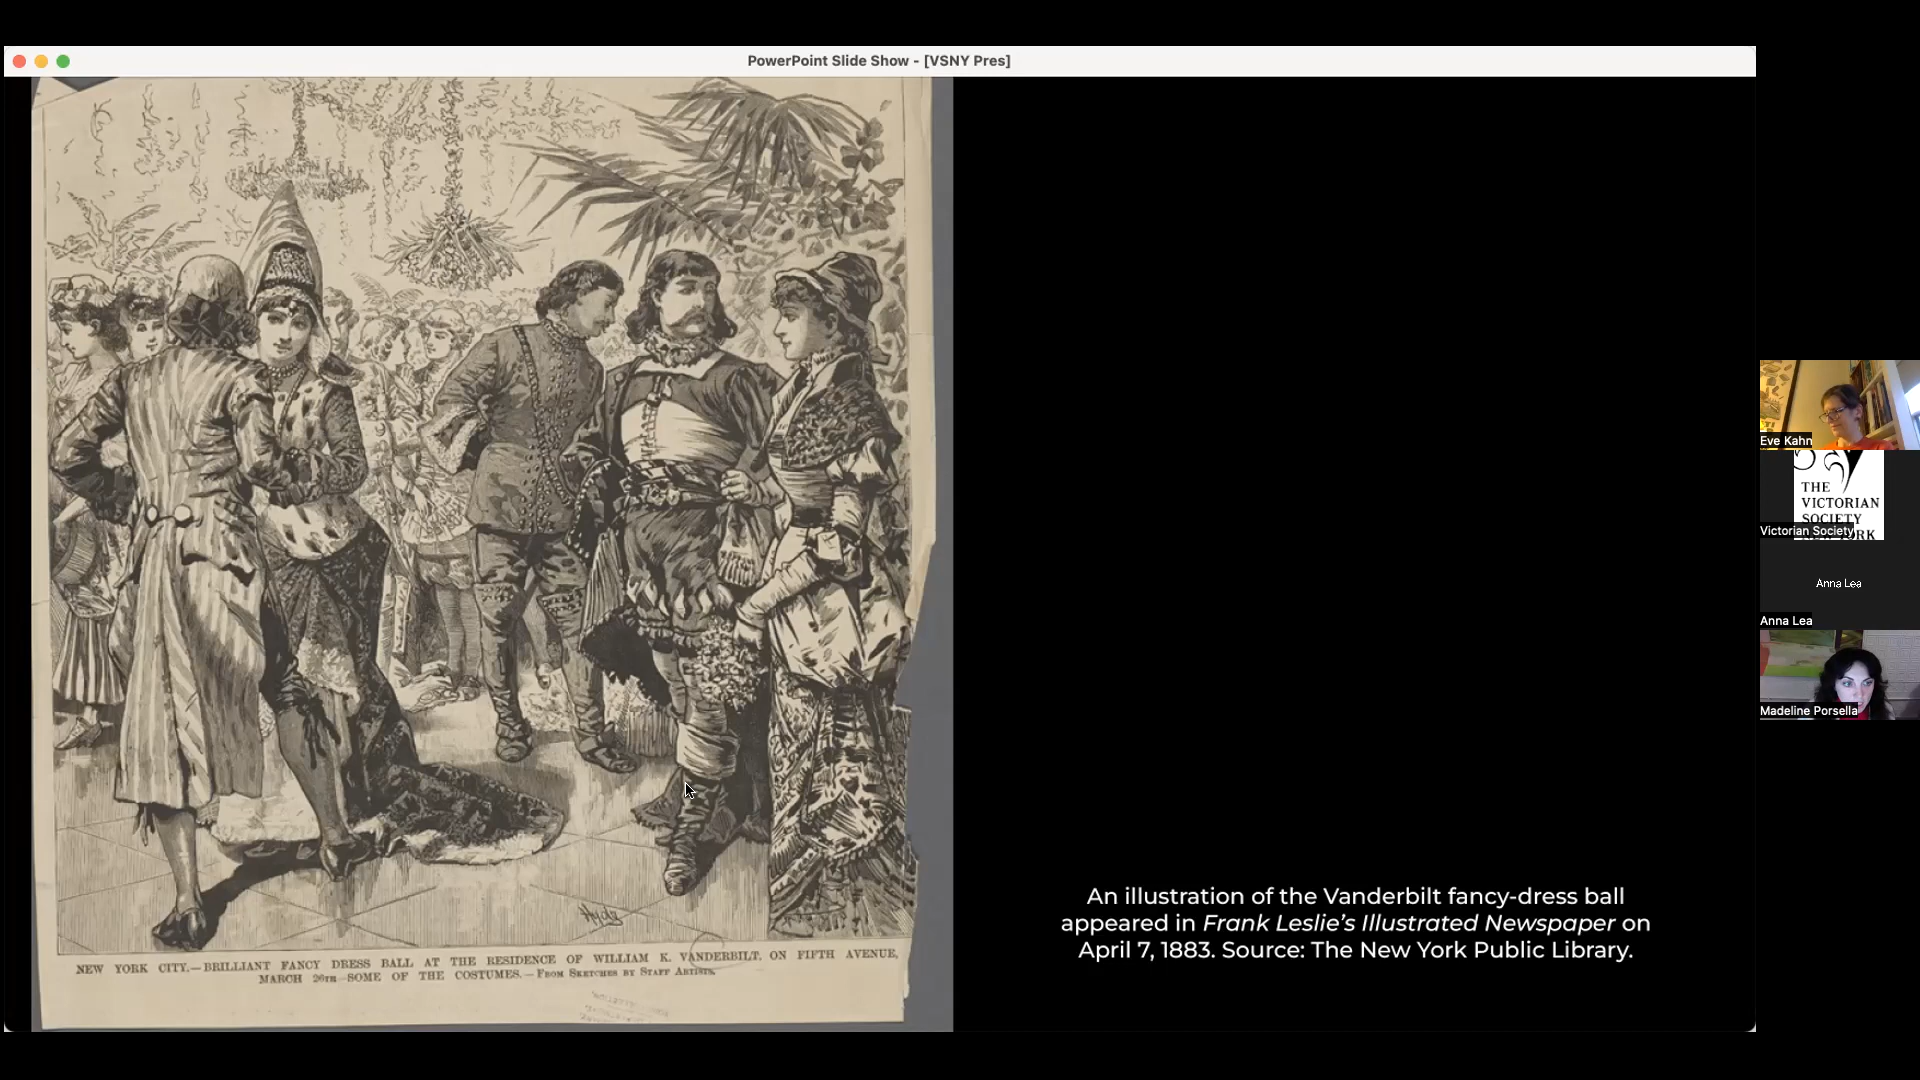 PowerPoint Slide Show - [VSNY Pres]
Hyde
NEW YORK CITY.—BRILLIANT FANCY DRESS BALL AT THE RESIDENCE OF WILLIAM K. VANDERBILT, ON FIFTH AVENUE,
MARCH 26TH—SOME OF THE COSTUMES.—FROM SKETCHES BY STAFF ARTISTS.
An illustration of the Vanderbilt fancy-dress ball
appeared in Frank Leslie’s Illustrated Newspaper on
April 7, 1883. Source: The New York Public Library.
Eve Kahn
THE
VICTORIAN
SOCIETY
YORK
Victorian Society
Anna Lea
Anna Lea
Madeline Porsella